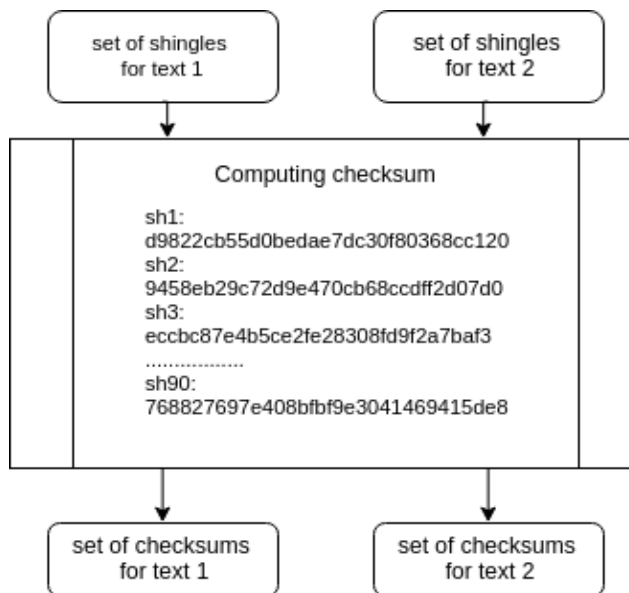 set of shingles
for text 1
set of shingles
for text 2
Computing checksum
sh1:
d9822cb55d0bedae7dc30f80368cc120
sh2:
9458eb29c72d9e470cb68ccdff2d07d0
sh3:
eccbc87e4b5ce2fe28308fd9f2a7baf3
.................
sh90:
768827697e408bfbf9e3041469415de8
set of checksums
for text 1
set of checksums
for text 2